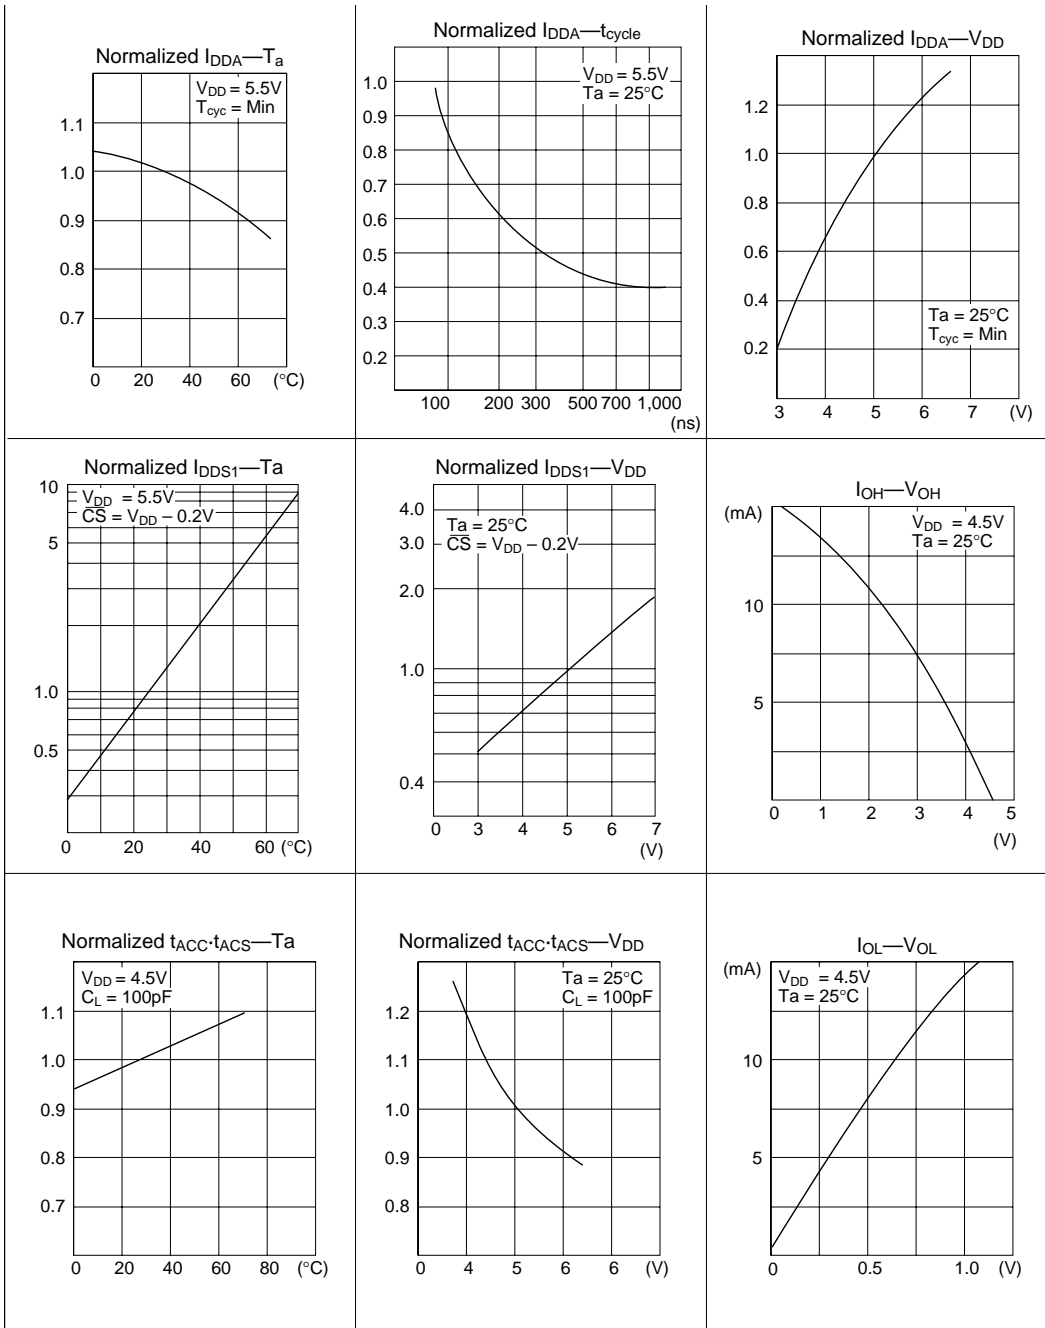 Normalized IDDA—Ta
VDD = 5.5V
Tcyc = Min
1.1
1.0
0.9
0.8
0.7
0 20 40 60 (°C)
Normalized IDDA—tcycle
VDD = 5.5V
Ta = 25°C
1.0
0.9
0.8
0.7
0.6
0.5
0.4
0.3
0.2
100 200 300 500 700 1,000
(ns)
Normalized IDDA—VDD
1.2
1.0
0.8
0.6
0.4
0.2
Ta = 25°C
Tcyc = Min
3 4 5 6 7 (V)
Normalized IDDS1—Ta
VDD = 5.5V
C̅S̅ = VDD – 0.2V
10
5
1.0
0.5
0 20 40 60 (°C)
Normalized IDDS1—VDD
Ta = 25°C
C̅S̅ = VDD – 0.2V
4.0
3.0
2.0
1.0
0.4
0 3 4 5 6 7
(V)
IOH—VOH
(mA)
VDD = 4.5V
Ta = 25°C
10
5
0 1 2 3 4 5
(V)
Normalized tACC·tACS—Ta
VDD = 4.5V
CL = 100pF
1.1
1.0
0.9
0.8
0.7
0 20 40 60 80 (°C)
Normalized tACC·tACS—VDD
Ta = 25°C
CL = 100pF
1.2
1.1
1.0
0.9
0.8
0 4 5 6 6 (V)
IOL—VOL
(mA)
VDD = 4.5V
Ta = 25°C
10
5
0 0.5 1.0 (V)